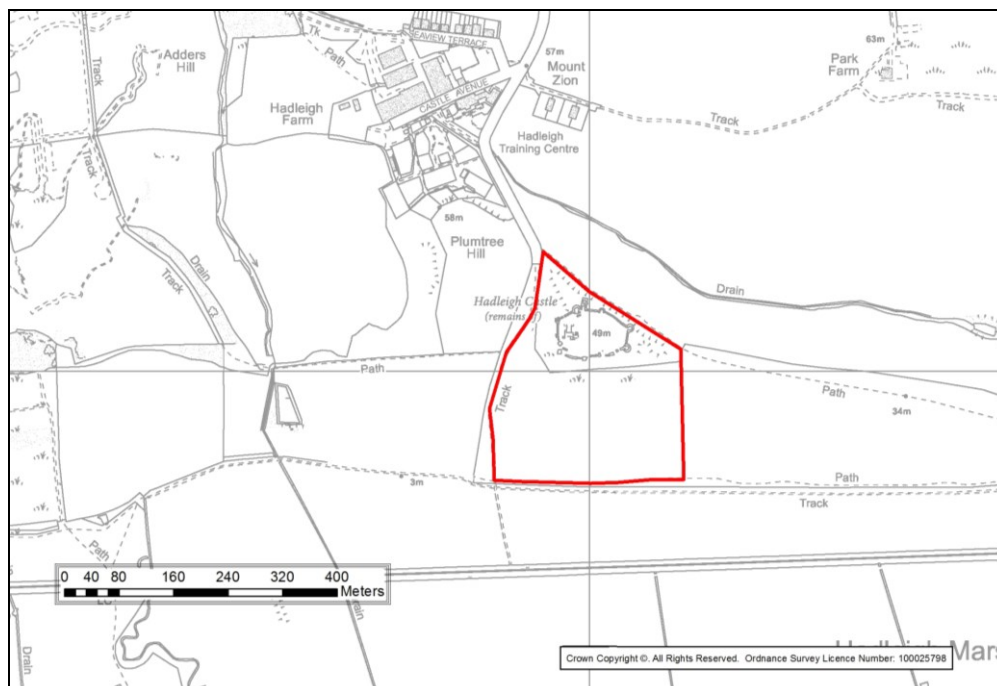 SEAVIEW TERRACE
Tk
Path
Track
Adders
Hill
57m
Mount
Zion
63m
Park
Farm
CASTLE AVENUE
Hadleigh
Farm
Track
Track
Hadleigh
Training Centre
58m
Plumtree
Hill
Drain
Track
Drain
Hadleigh Castle
(remains of)
49m
Path
Track
Path
34m
3m
Path
Track
Path
0 40 80 160 240 320 400
Meters
Drain
Drain
Crown Copyright ©. All Rights Reserved. Ordnance Survey Licence Number: 100025798